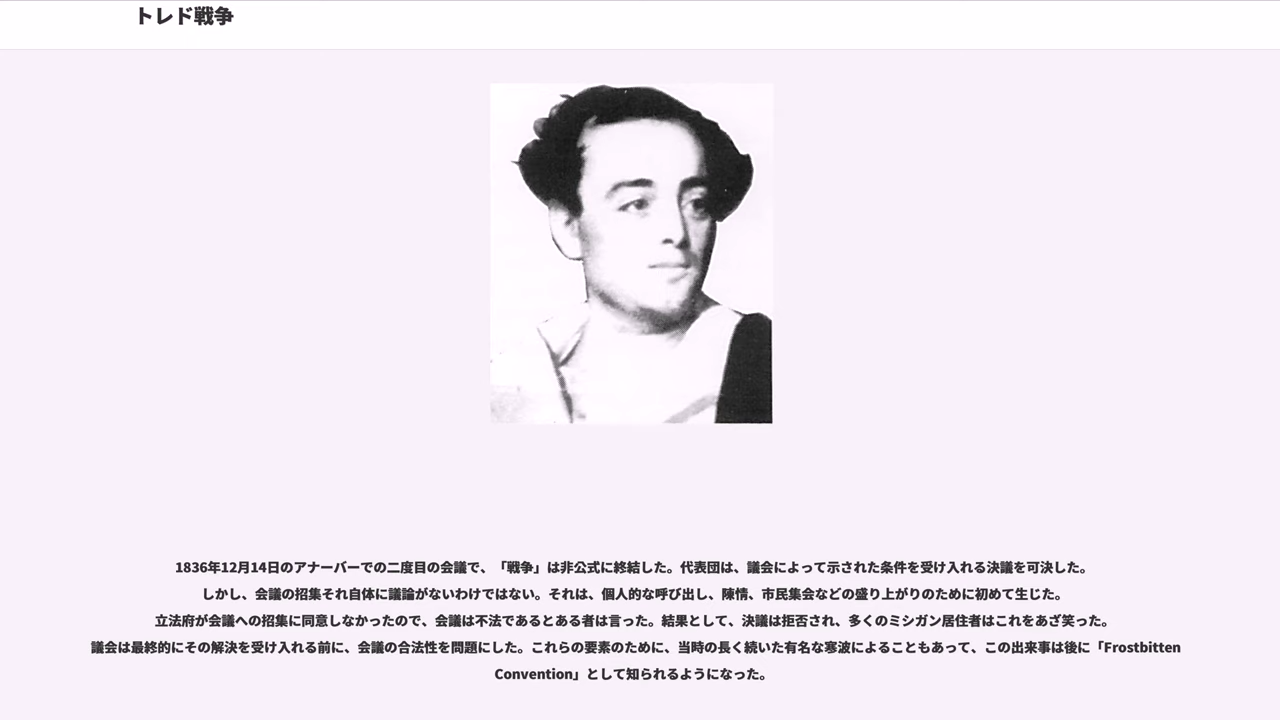 トレド戦争
1836年12月14日のアナーバーでの二度目の会議で、「戦争」は非公式に終結した。代表団は、議会によって示された条件を受け入れる決議を可決した。
しかし、会議の招集それ自体に議論がないわけではない。それは、個人的な呼び出し、陳情、市民集会などの盛り上がりのために初めて生じた。
立法府が会議への招集に同意しなかったので、会議は不法であるとある者は言った。結果として、決議は拒否され、多くのミシガン居住者はこれをあざ笑った。
議会は最終的にその解決を受け入れる前に、会議の合法性を問題にした。これらの要素のために、当時の長く続いた有名な寒波によることもあって、この出来事は後に「Frostbitten
Convention」として知られるようになった。